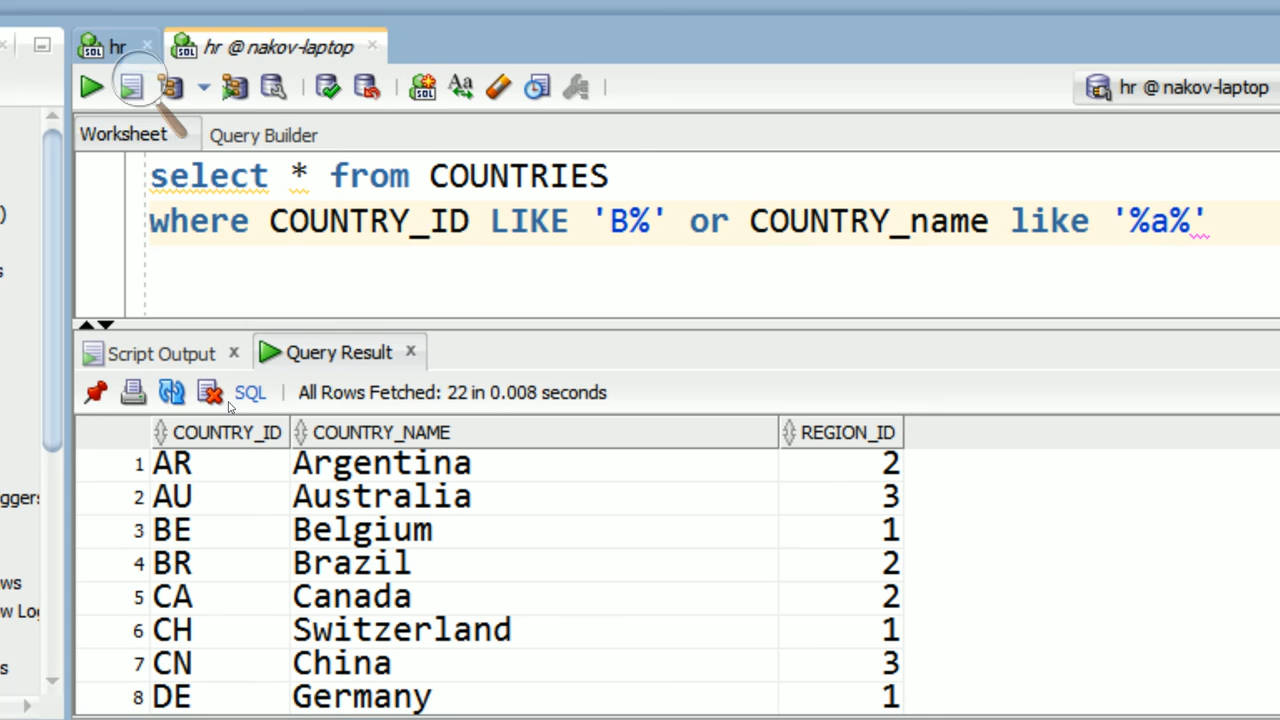 hr
hr @ nakov-laptop
hr @ nakov-laptop
Worksheet
Query Builder
select * from COUNTRIES
where COUNTRY_ID LIKE 'B%' or COUNTRY_name like '%a%'
Script Output
Query Result
SQL
All Rows Fetched: 22 in 0.008 seconds
COUNTRY_ID COUNTRY_NAME REGION_ID
1 AR Argentina 2
2 AU Australia 3
3 BE Belgium 1
4 BR Brazil 2
5 CA Canada 2
6 CH Switzerland 1
7 CN China 3
8 DE Germany 1